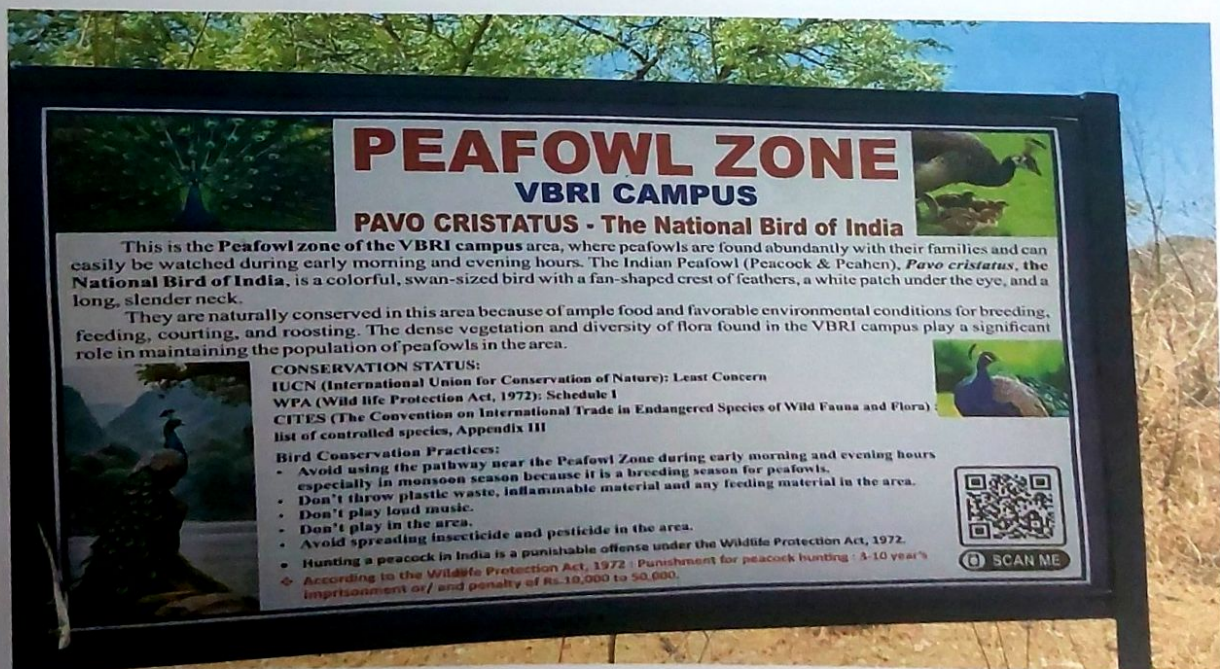 PEAFOWL ZONE
VBRI CAMPUS
PAVO CRISTATUS - The National Bird of India
This is the Peafowl zone of the VBRI campus area, where peafowls are found abundantly with their families and can
easily be watched during early morning and evening hours. The Indian Peafowl (Peacock & Peahen), Pavo cristatus, the
National Bird of India, is a colorful, swan-sized bird with a fan-shaped crest of feathers, a white patch under the eye, and a
long, slender neck.
They are naturally conserved in this area because of ample food and favorable environmental conditions for breeding,
feeding, courting, and roosting. The dense vegetation and diversity of flora found in the VBRI campus play a significant
role in maintaining the population of peafowls in the area.
CONSERVATION STATUS:
IUCN (International Union for Conservation of Nature): Least Concern
WPA (Wild life Protection Act, 1972): Schedule I
CITES (The Convention on International Trade in Endangered Species of Wild Fauna and Flora) :
list of controlled species, Appendix III
Bird Conservation Practices:
• Avoid using the pathway near the Peafowl Zone during early morning and evening hours
especially in monsoon season because it is a breeding season for peafowls.
• Don't throw plastic waste, inflammable material and any feeding material in the area.
• Don't play loud music.
• Don't play in the area.
• Avoid spreading insecticide and pesticide in the area.
• Hunting a peacock in India is a punishable offense under the Wildlife Protection Act, 1972.
❖ According to the Wildlife Protection Act, 1972 : Punishment for peacock hunting : 3-10 year's
imprisonment or/ and penalty of Rs.10,000 to 50,000.
SCAN ME